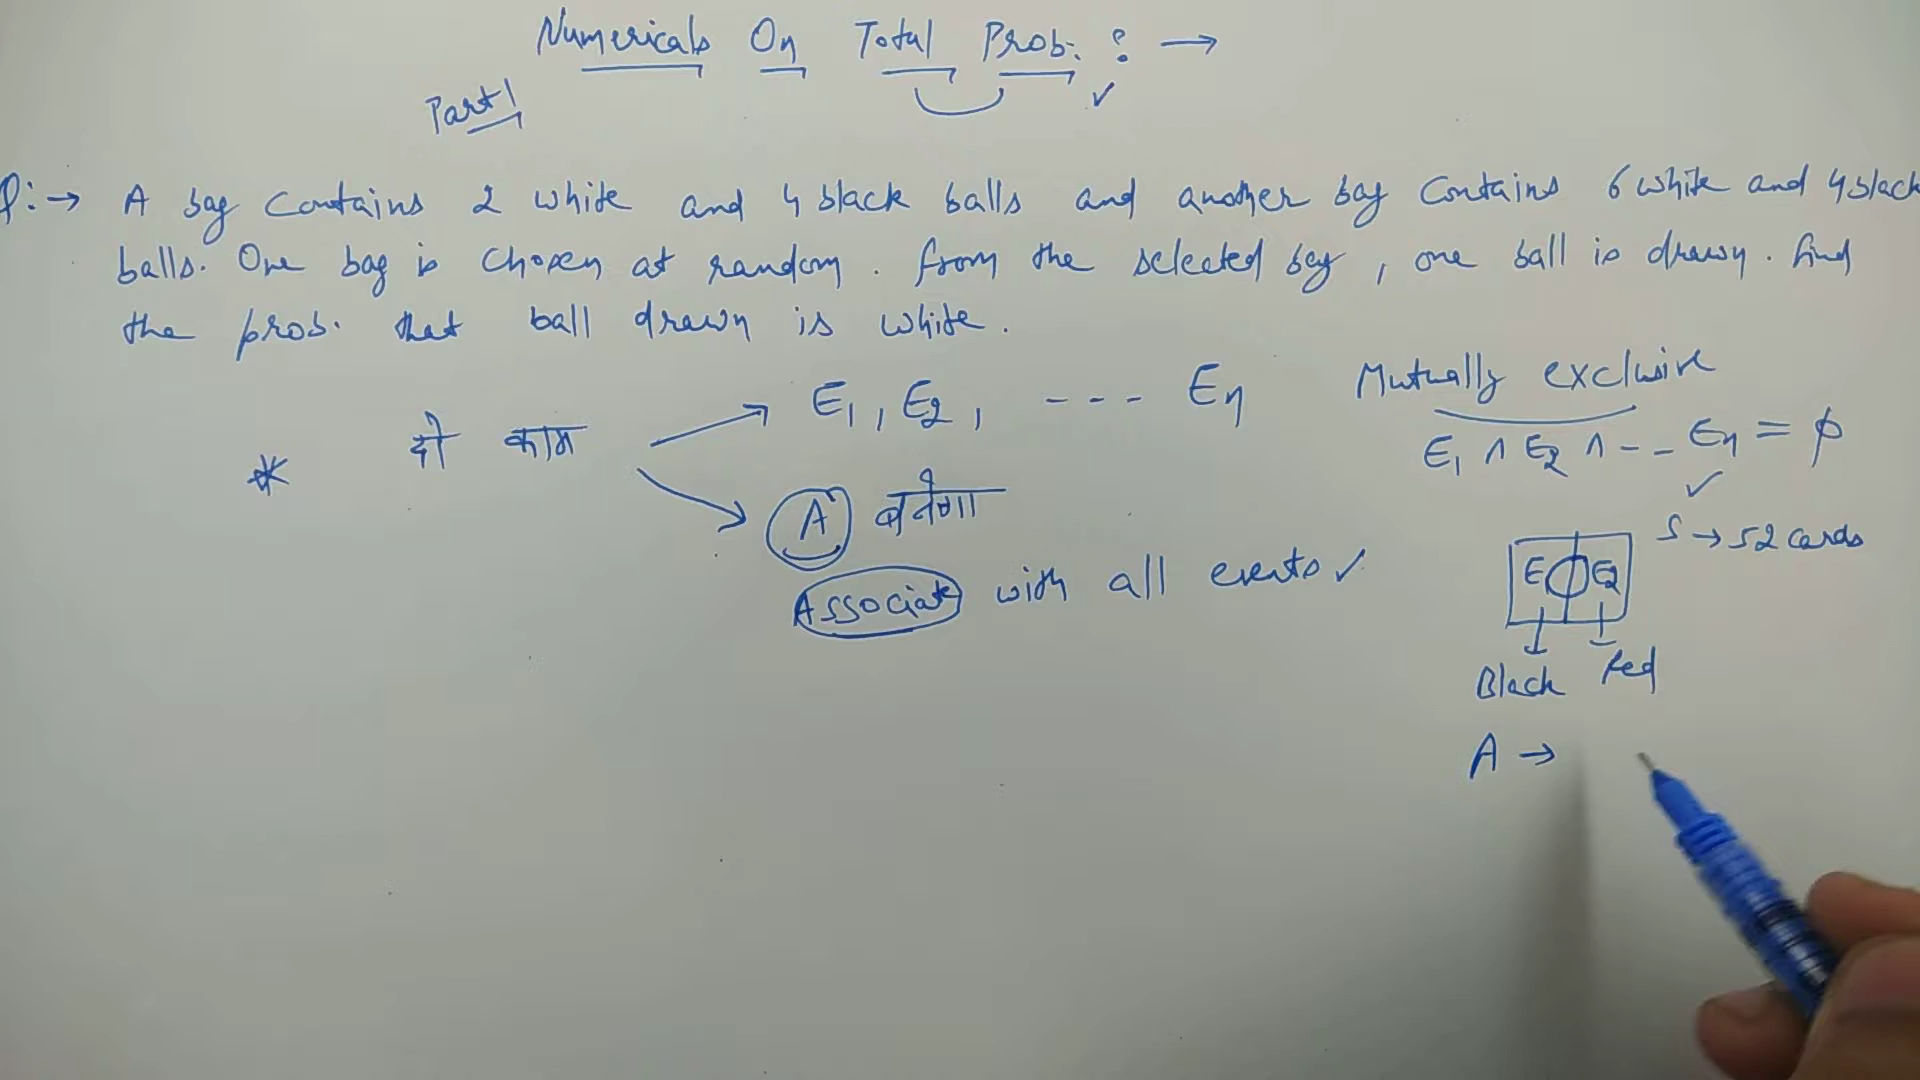 Numericals On Total Prob. : →
Part 1
Q: → A bag contains 2 white and 4 black balls and another bag contains 6 white and 4 black
balls. One bag is chosen at random. from the selected bag, one ball is drawn. find
the prob. that ball drawn is white.
* दो काम
E1, E2, --- En
A बनेगा
Associate with all events ✓
Mutually exclusive
E1 ∧ E2 ∧ -- En = ϕ
S → 52 cards
E1 E2
Black Red
A →